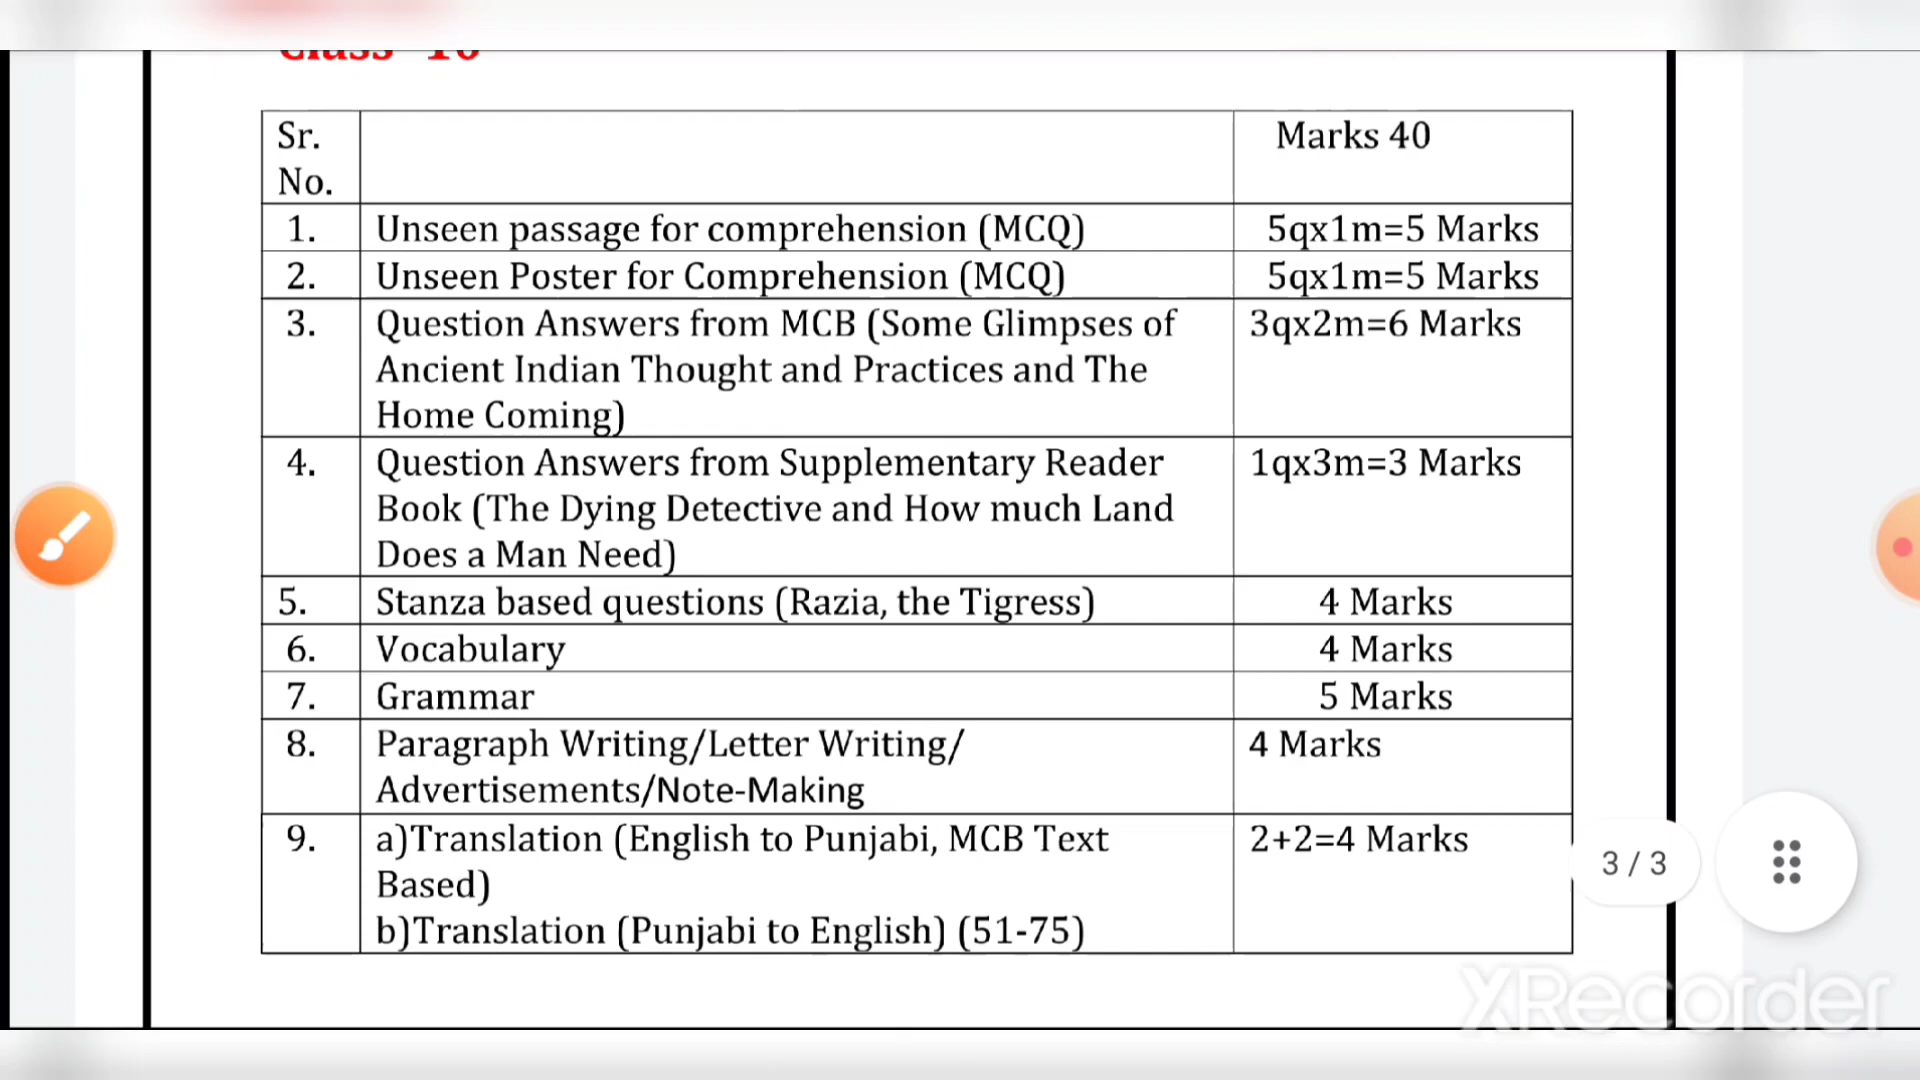 Class 10
Sr. Marks 40
No.
1. Unseen passage for comprehension (MCQ) 5qx1m=5 Marks
2. Unseen Poster for Comprehension (MCQ) 5qx1m=5 Marks
3. Question Answers from MCB (Some Glimpses of 3qx2m=6 Marks
Ancient Indian Thought and Practices and The
Home Coming)
4. Question Answers from Supplementary Reader 1qx3m=3 Marks
Book (The Dying Detective and How much Land
Does a Man Need)
5. Stanza based questions (Razia, the Tigress) 4 Marks
6. Vocabulary 4 Marks
7. Grammar 5 Marks
8. Paragraph Writing/Letter Writing/ 4 Marks
Advertisements/Note-Making
9. a)Translation (English to Punjabi, MCB Text 2+2=4 Marks
Based)
b)Translation (Punjabi to English) (51-75)
3 / 3
XRecorder